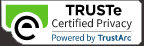 TRUSTe
Certified Privacy
Powered by TrustArc